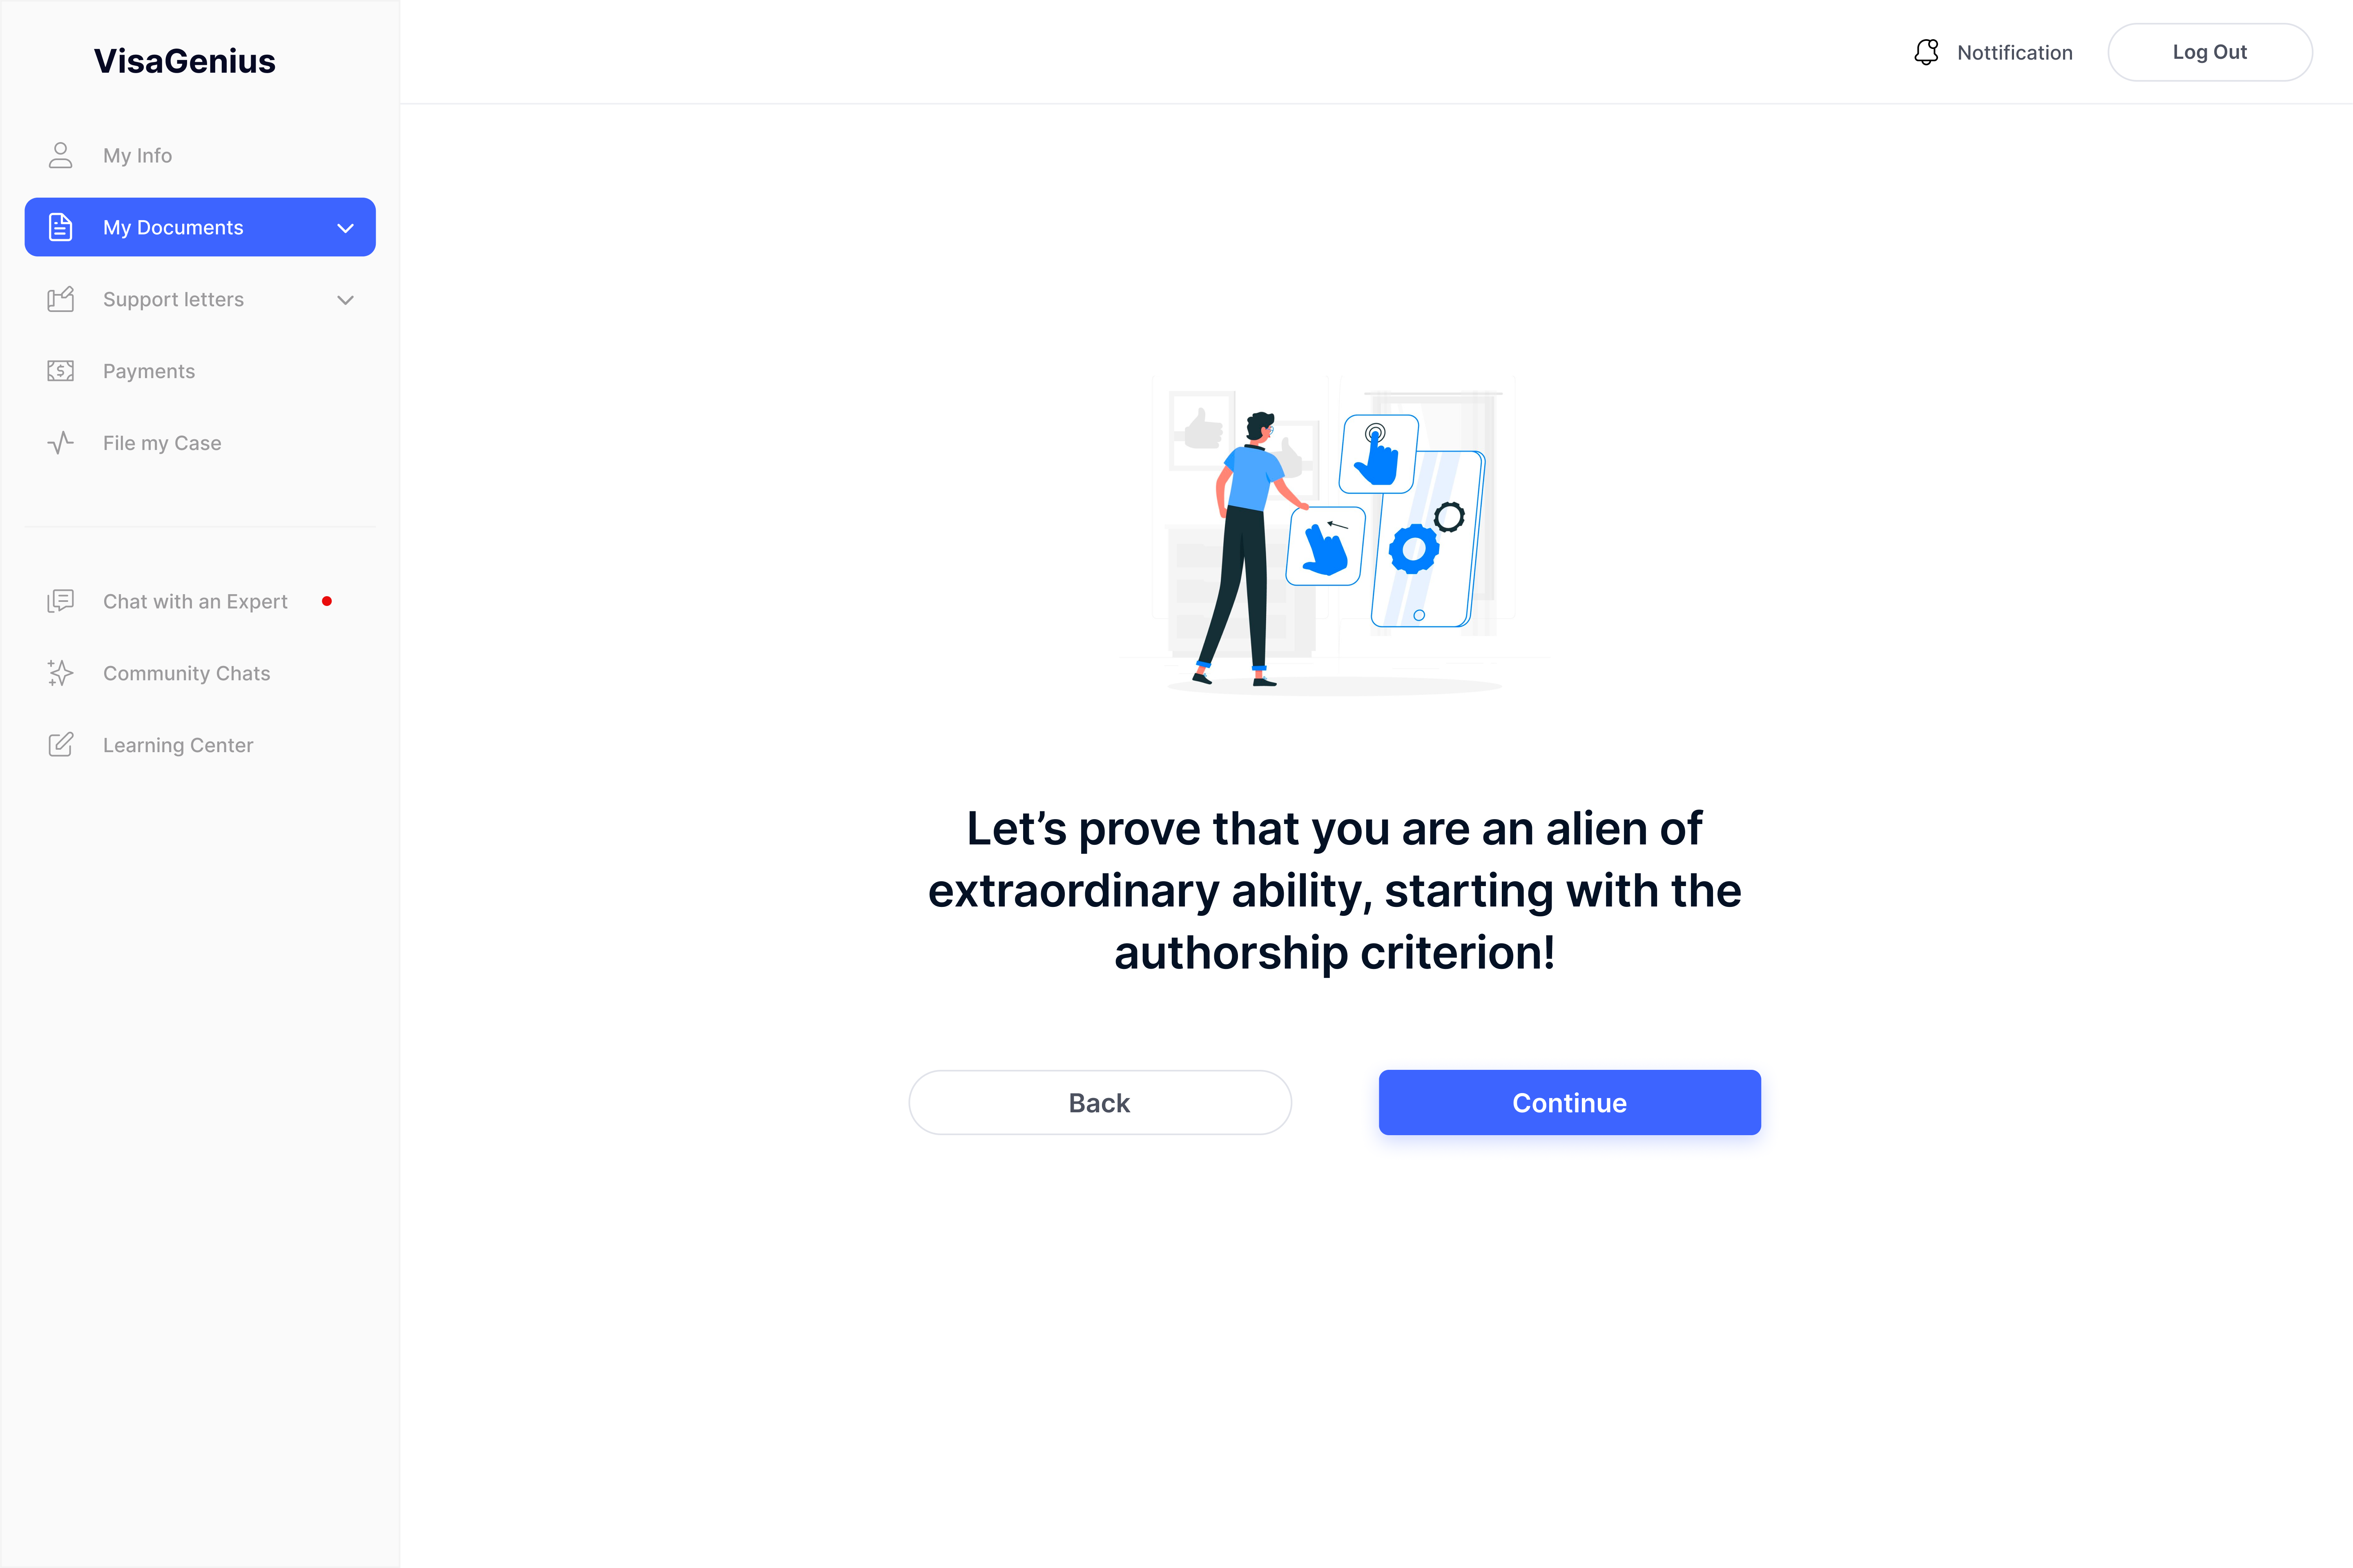 VisaGenius
Nottification
Log Out
My Info
My Documents
Support letters
Payments
File my Case
Chat with an Expert
Community Chats
Learning Center
Let’s prove that you are an alien of
extraordinary ability, starting with the
authorship criterion!
Back
Continue